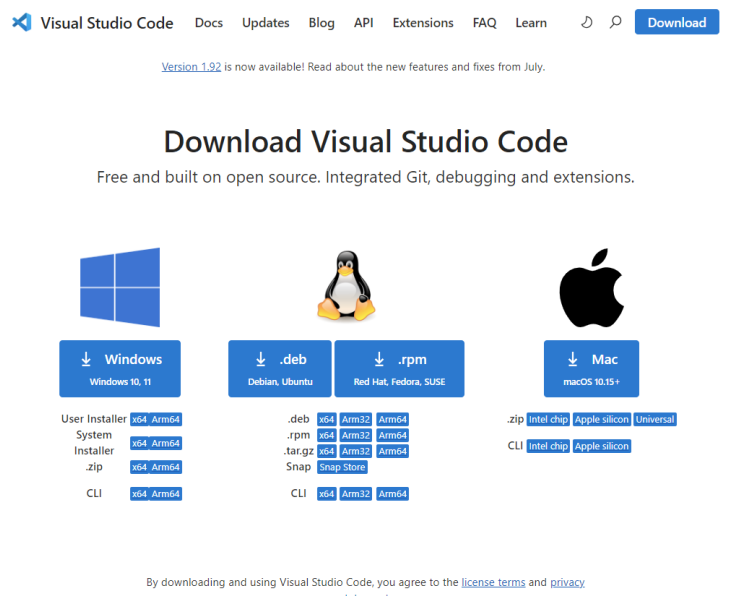 Visual Studio Code Docs Updates Blog API Extensions FAQ Learn Download
Version 1.92 is now available! Read about the new features and fixes from July.
Download Visual Studio Code
Free and built on open source. Integrated Git, debugging and extensions.
Windows
Windows 10, 11
User Installer x64 Arm64
System
Installer x64 Arm64
.zip x64 Arm64
CLI x64 Arm64
.deb
Debian, Ubuntu
.rpm
Red Hat, Fedora, SUSE
.deb x64 Arm32 Arm64
.rpm x64 Arm32 Arm64
.tar.gz x64 Arm32 Arm64
Snap Snap Store
CLI x64 Arm32 Arm64
Mac
macOS 10.15+
.zip Intel chip Apple silicon Universal
CLI Intel chip Apple silicon
By downloading and using Visual Studio Code, you agree to the license terms and privacy